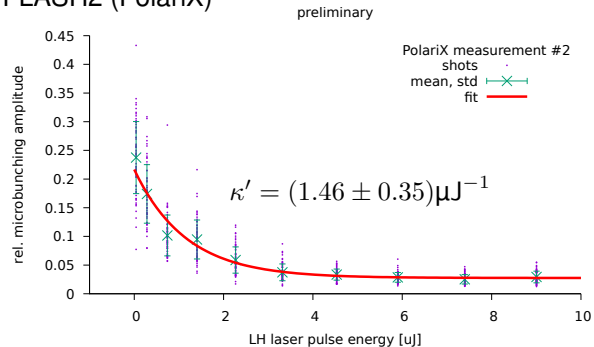 FLASH2 (PolariX)
preliminary
PolariX measurement #2
shots
mean, std
fit
κ′ = (1.46 ± 0.35)µJ⁻¹
rel. microbunching amplitude
0.45
0.4
0.35
0.3
0.25
0.2
0.15
0.1
0.05
0
0 2 4 6 8 10
LH laser pulse energy [uJ]